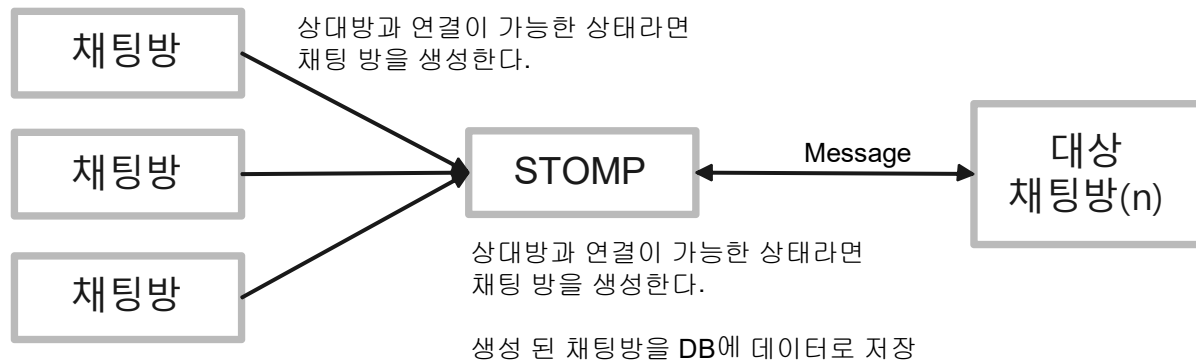 채팅방
상대방과 연결이 가능한 상태라면
채팅 방을 생성한다.
채팅방
STOMP
Message
대상
채팅방(n)
채팅방
상대방과 연결이 가능한 상태라면
채팅 방을 생성한다.
생성 된 채팅방을 DB에 데이터로 저장